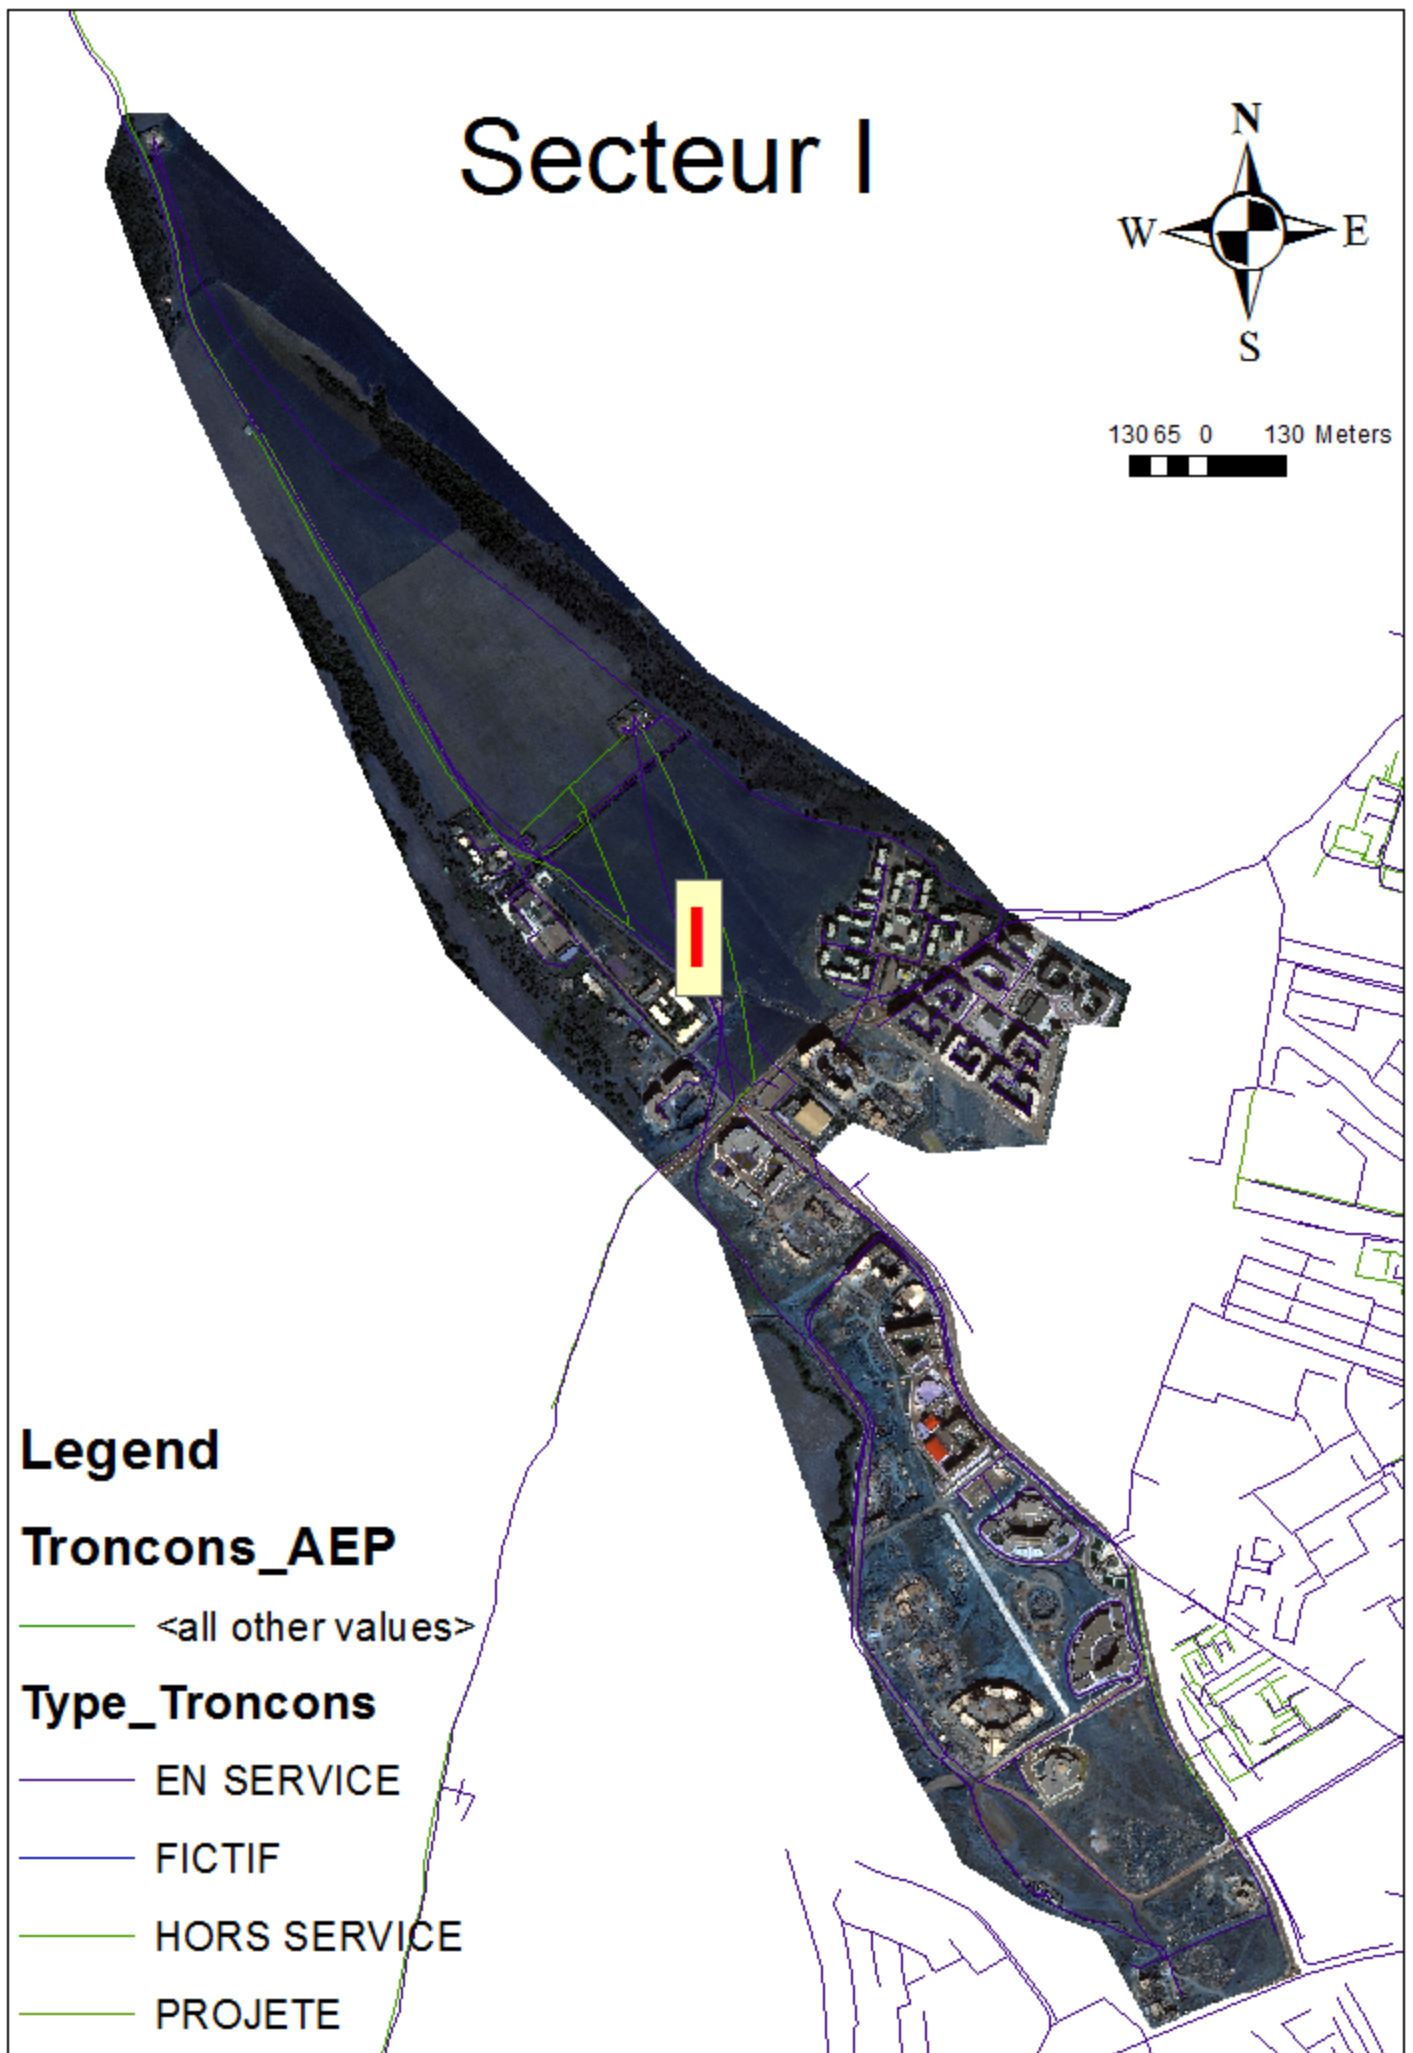 Secteur I
N
W
E
S
130 65 0 130 Meters
I
Legend
Troncons_AEP
<all other values>
Type_Troncons
EN SERVICE
FICTIF
HORS SERVICE
PROJETE